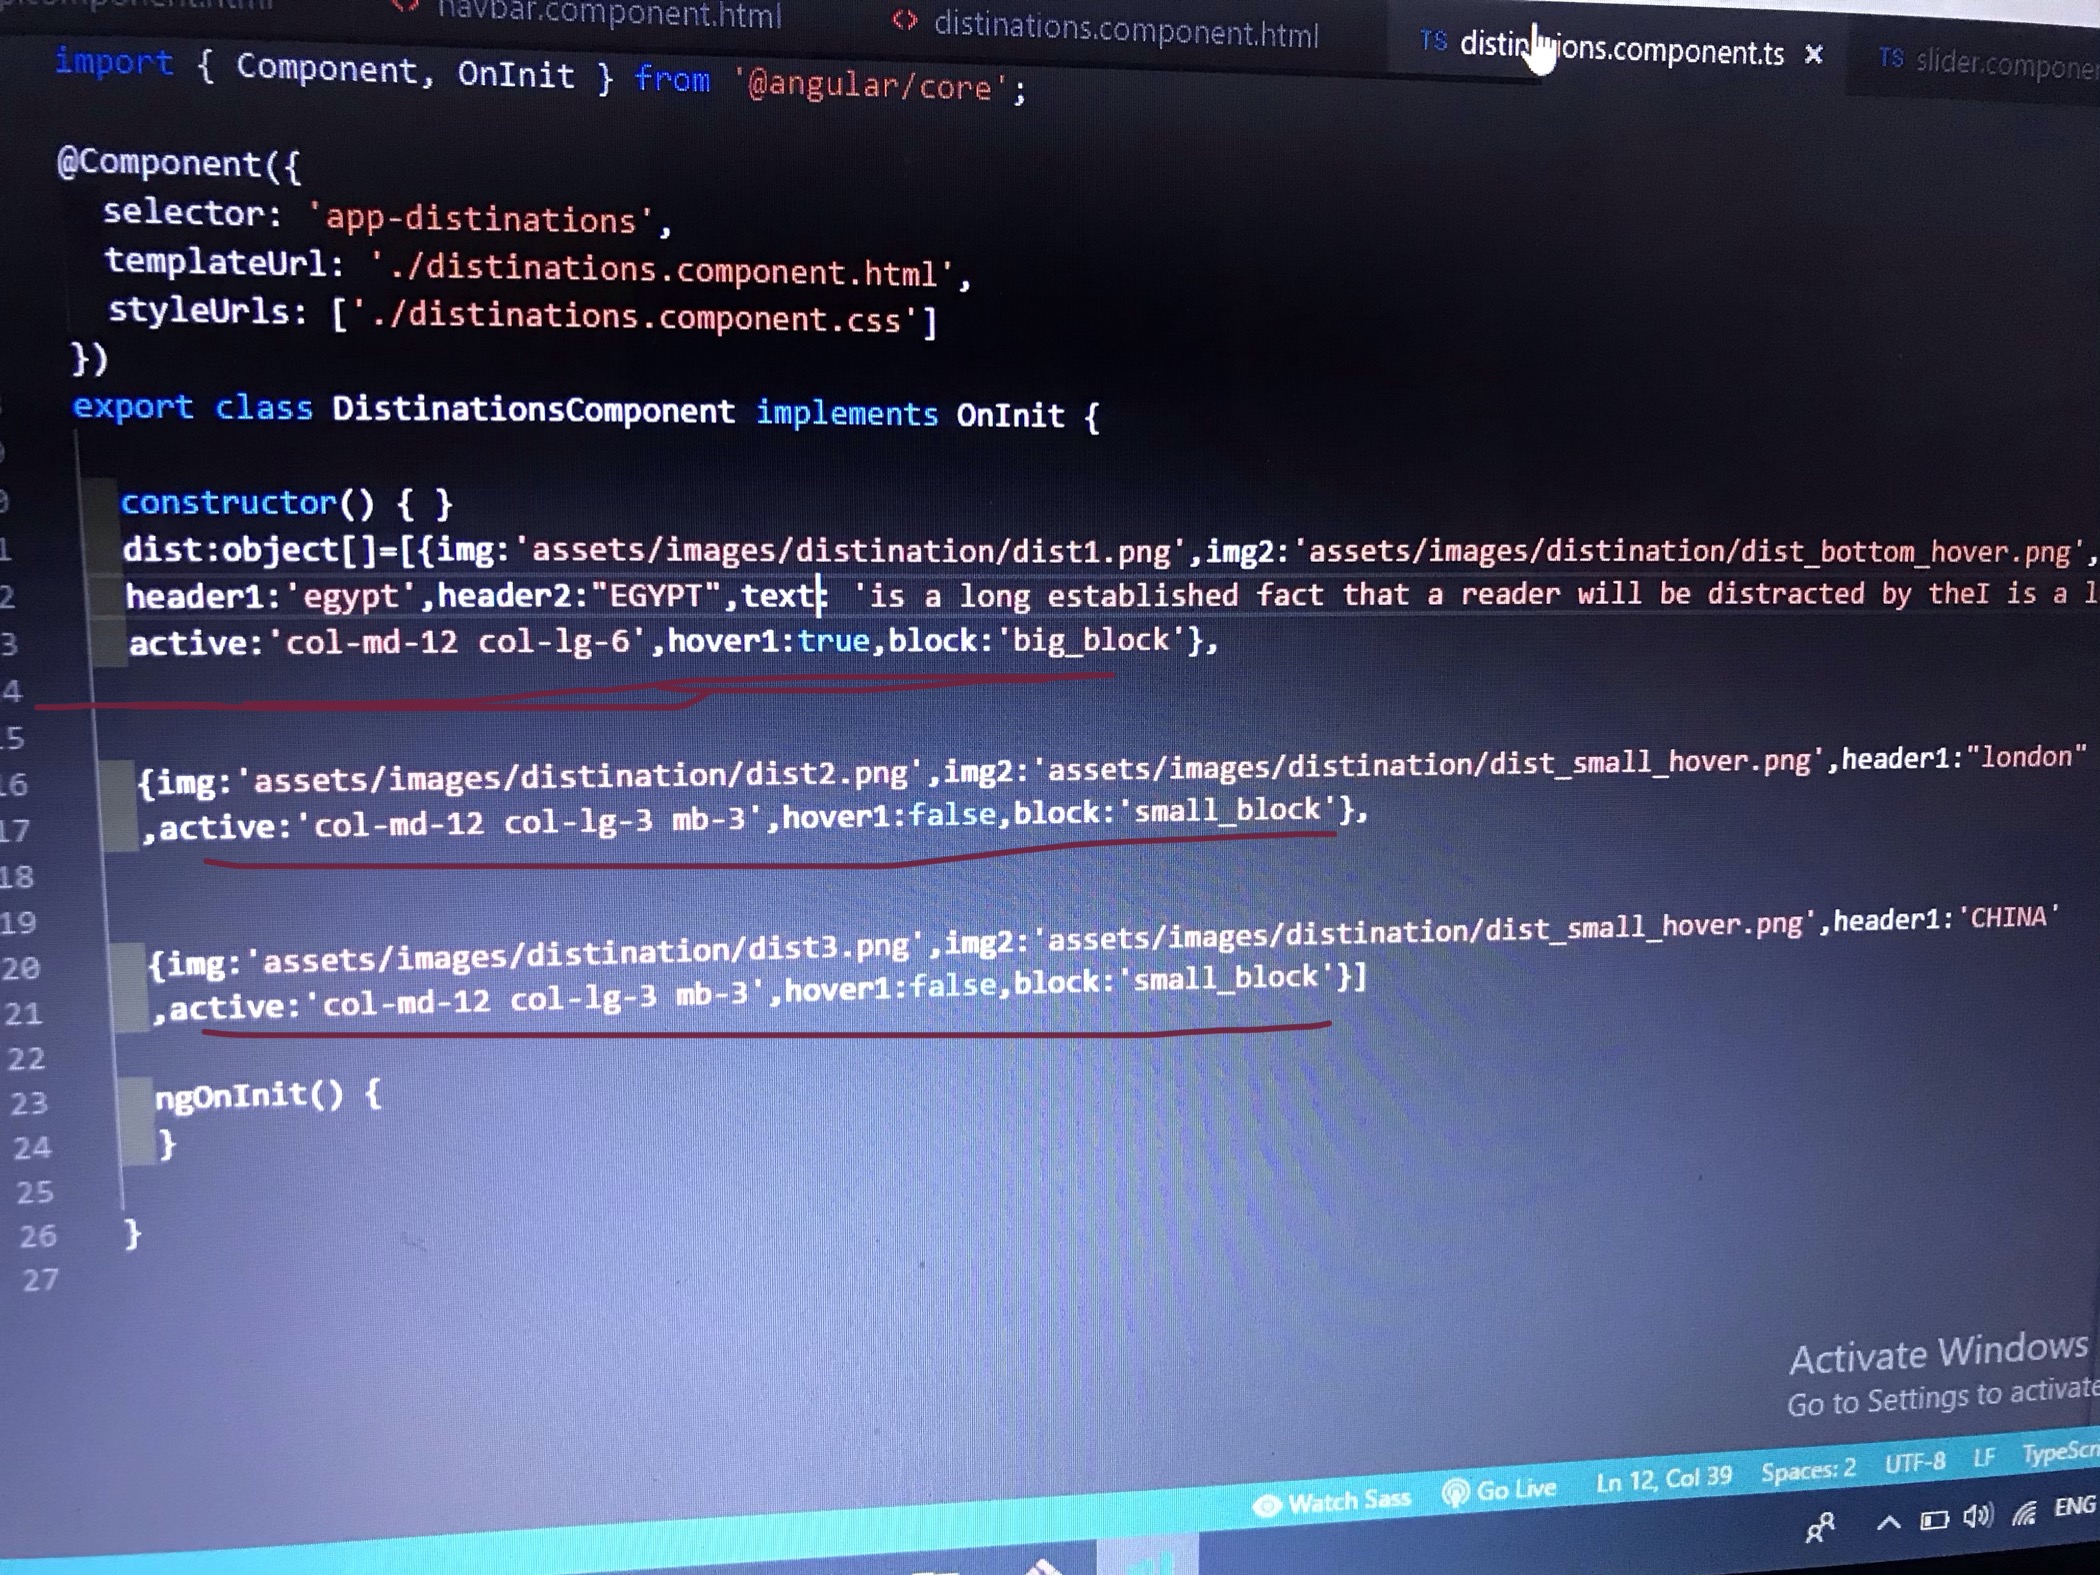 navbar.component.html
<> distinations.component.html
TS distin ions.component.ts ×
TS slider.compone
import { Component, OnInit } from '@angular/core';
@Component({
selector: 'app-distinations',
templateUrl: './distinations.component.html',
styleUrls: ['./distinations.component.css']
})
export class DistinationsComponent implements OnInit {
constructor() { }
dist:object[]=[{img:'assets/images/distination/dist1.png',img2:'assets/images/distination/dist_bottom_hover.png',
header1:'egypt',header2:"EGYPT",text: 'is a long established fact that a reader will be distracted by theI is a l
3 active:'col-md-12 col-lg-6',hover1:true,block:'big_block'},
4
15
16 {img:'assets/images/distination/dist2.png',img2:'assets/images/distination/dist_small_hover.png',header1:"london"
17 ,active:'col-md-12 col-lg-3 mb-3',hover1:false,block:'small_block'},
18
19
20 {img:'assets/images/distination/dist3.png',img2:'assets/images/distination/dist_small_hover.png',header1:'CHINA'
21 ,active:'col-md-12 col-lg-3 mb-3',hover1:false,block:'small_block'}]
22
23 ngOnInit() {
24 }
25
26 }
27
Activate Windows
Go to Settings to activate
Watch Sass Go Live Ln 12, Col 39 Spaces: 2 UTF-8 LF TypeScr
ENG